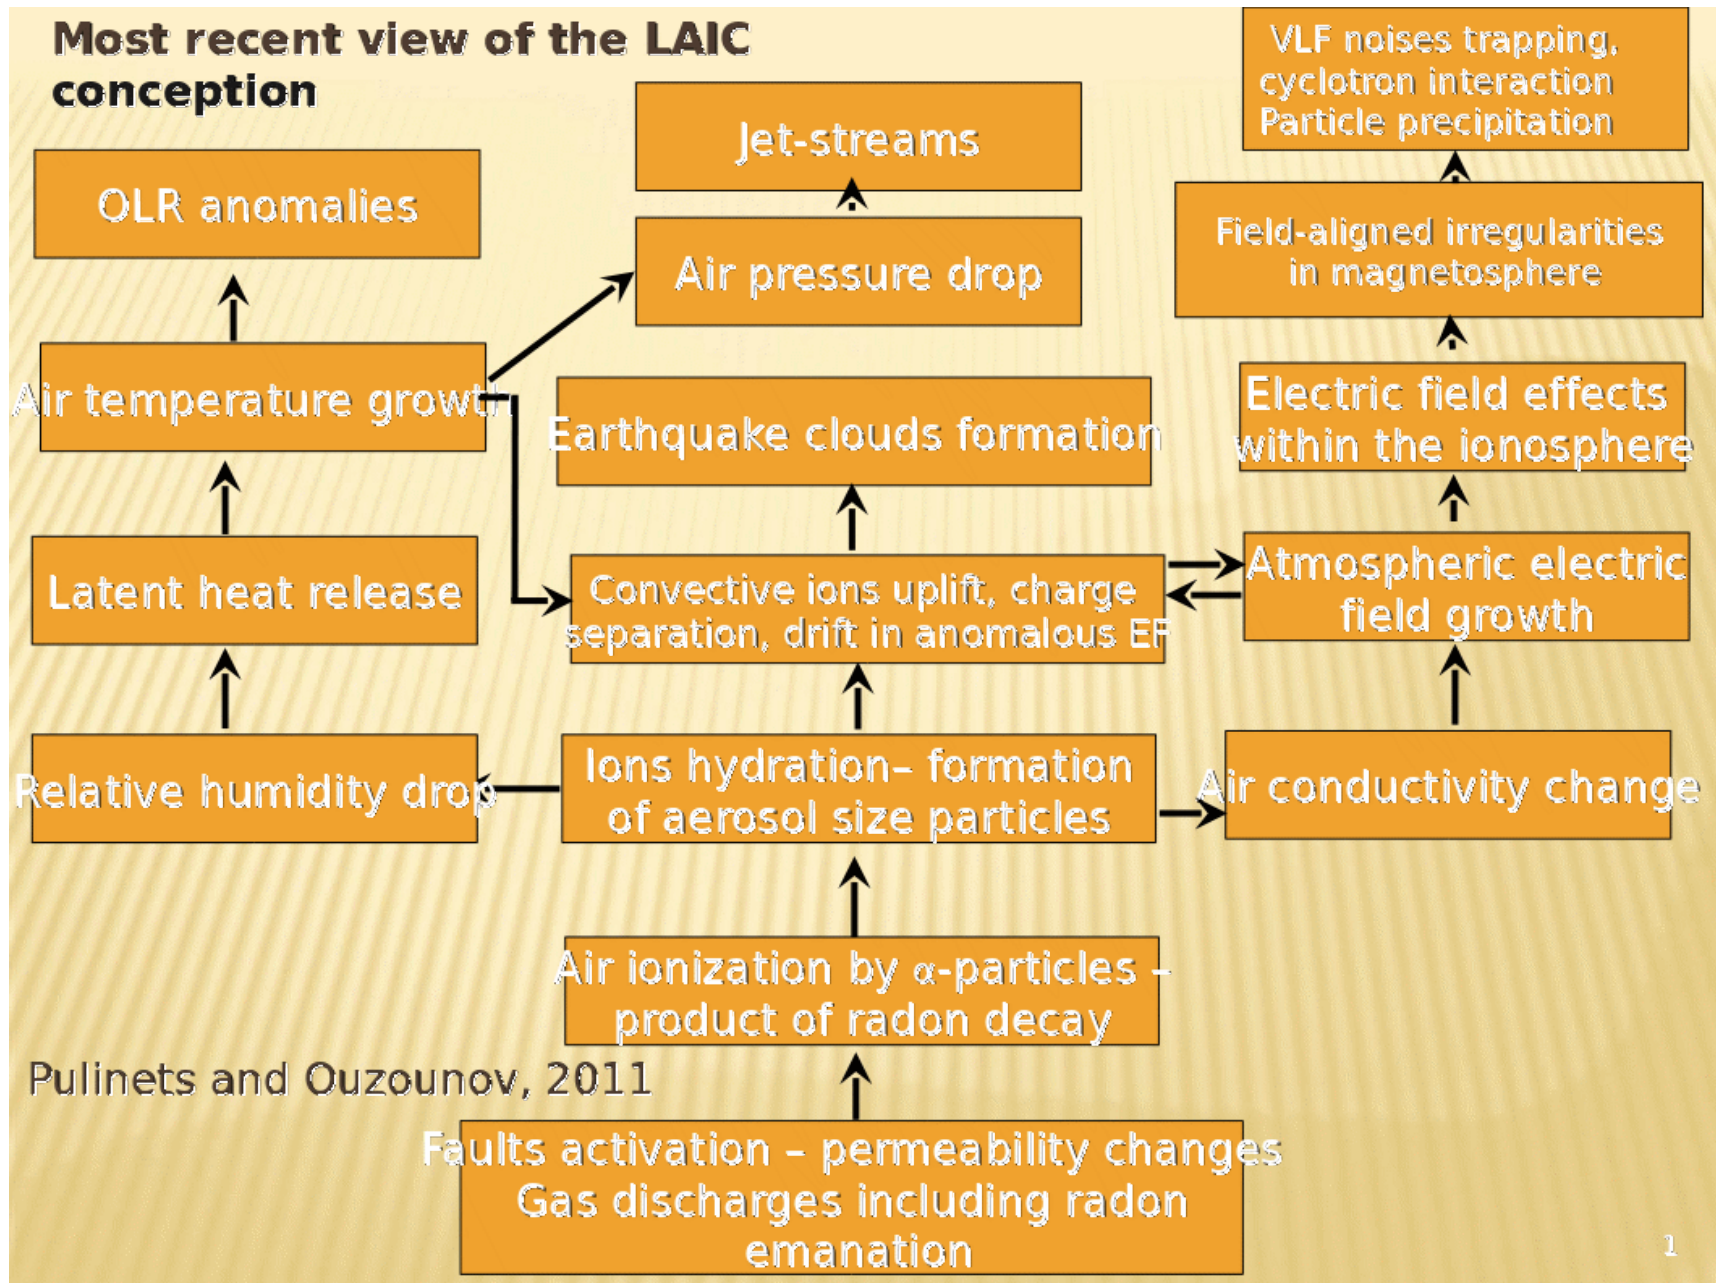 Most recent view of the LAIC
conception
VLF noises trapping,
cyclotron interaction
Particle precipitation
Jet-streams
OLR anomalies
Field-aligned irregularities
in magnetosphere
Air pressure drop
Air temperature growth
Earthquake clouds formation
Electric field effects
within the ionosphere
Latent heat release
Convective ions uplift, charge
separation, drift in anomalous EF
Atmospheric electric
field growth
Relative humidity drop
Ions hydration– formation
of aerosol size particles
Air conductivity change
Air ionization by α-particles –
product of radon decay
Pulinets and Ouzounov, 2011
Faults activation – permeability changes
Gas discharges including radon
emanation
1